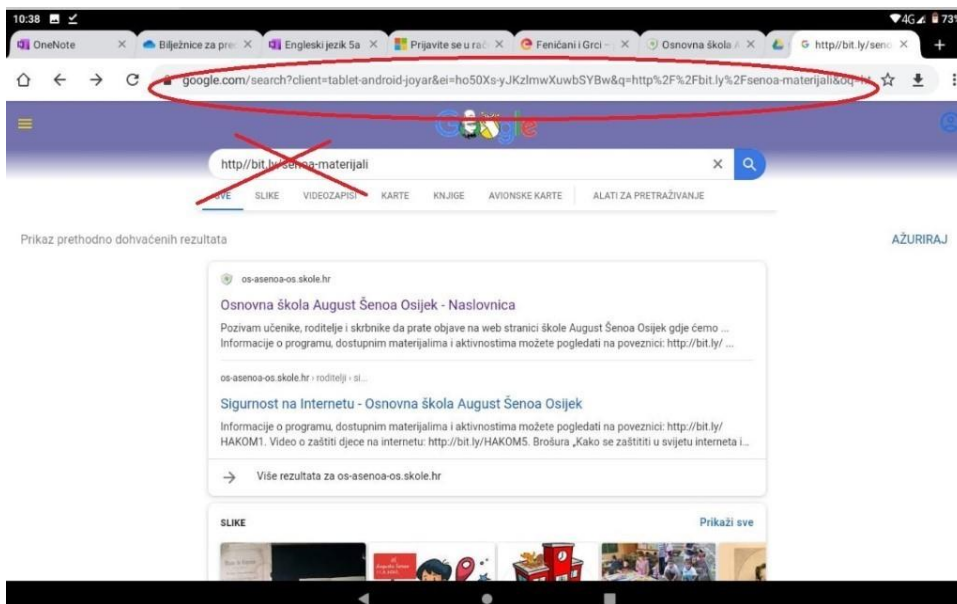 10:38 4G 73%
OneNote Bilježnice za pre Engleski jezik 5a Prijavite se u rač Feničani i Grci – Osnovna škola A http//bit.ly/seno
google.com/search?client=tablet-android-joyar&ei=ho50Xs-yJKzlmwXuwbSYBw&q=http%2F%2Fbit.ly%2Fsenoa-materijali&oq=ht
Google
http//bit.ly/senoa-materijali
SVE SLIKE VIDEOZAPISI KARTE KNJIGE AVIONSKE KARTE ALATI ZA PRETRAŽIVANJE
Prikaz prethodno dohvaćenih rezultata AŽURIRAJ
os-asenoa-os.skole.hr
Osnovna škola August Šenoa Osijek - Naslovnica
Pozivam učenike, roditelje i skrbnike da prate objave na web stranici škole August Šenoa Osijek gdje ćemo ...
Informacije o programu, dostupnim materijalima i aktivnostima možete pogledati na poveznici: http://bit.ly/ ...
os-asenoa-os.skole.hr › roditelji › si...
Sigurnost na Internetu - Osnovna škola August Šenoa Osijek
Informacije o programu, dostupnim materijalima i aktivnostima možete pogledati na poveznici: http://bit.ly/
HAKOM1. Video o zaštiti djece na internetu: http://bit.ly/HAKOM5. Brošura „Kako se zaštititi u svijetu interneta i...
Više rezultata za os-asenoa-os.skole.hr
SLIKE Prikaži sve